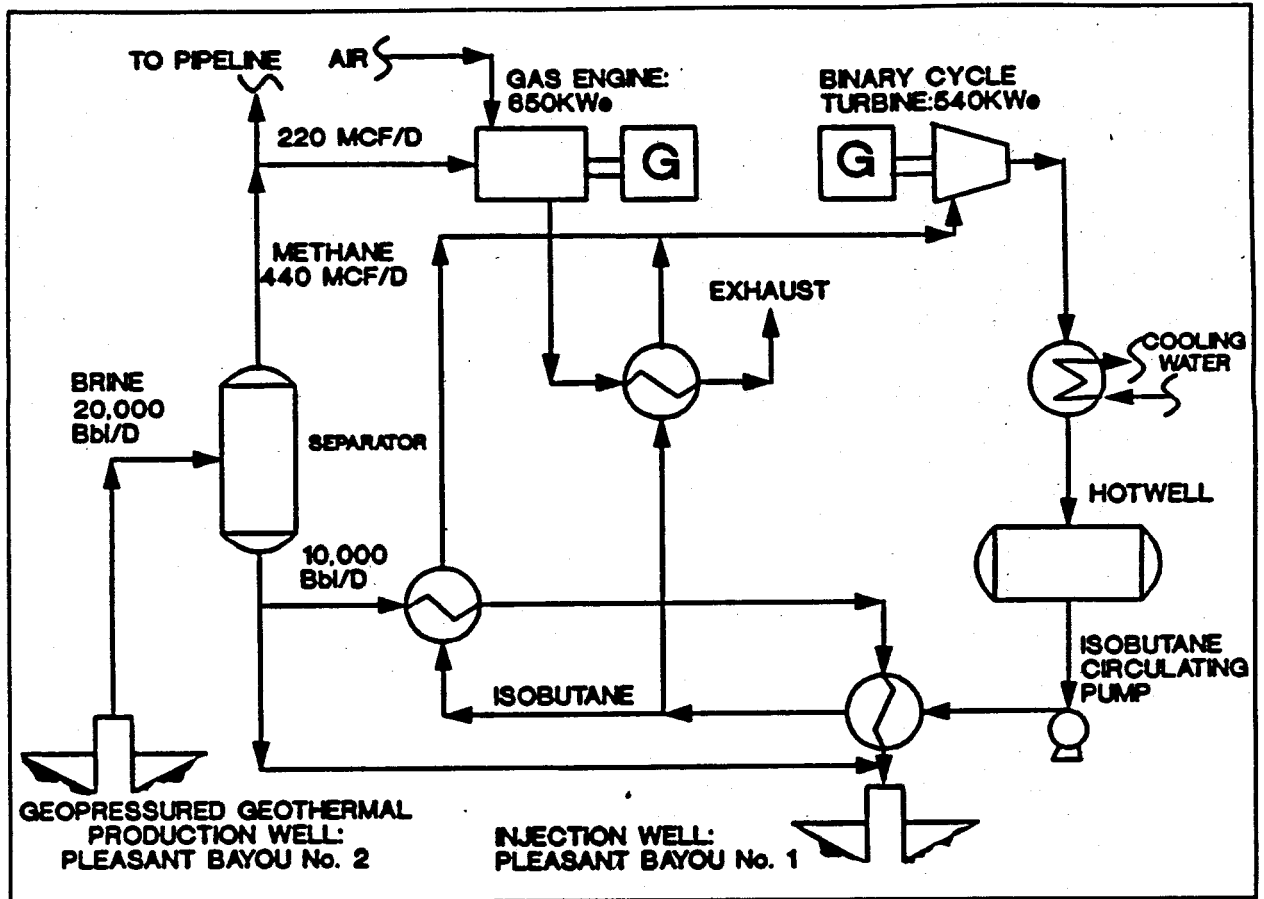 TO PIPELINE
AIR
GAS ENGINE:
650KWe
BINARY CYCLE
TURBINE:540KWe
220 MCF/D
G
G
METHANE
440 MCF/D
EXHAUST
COOLING
WATER
BRINE
20,000
Bbl/D
SEPARATOR
HOTWELL
10,000
Bbl/D
ISOBUTANE
ISOBUTANE
CIRCULATING
PUMP
GEOPRESSURED GEOTHERMAL
PRODUCTION WELL:
PLEASANT BAYOU No. 2
INJECTION WELL:
PLEASANT BAYOU No. 1